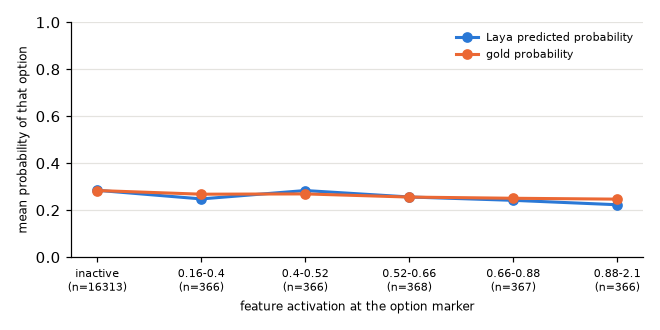 1.0
0.8
0.6
0.4
0.2
0.0
mean probability of that option
Laya predicted probability
gold probability
inactive
(n=16313)
0.16-0.4
(n=366)
0.4-0.52
(n=366)
0.52-0.66
(n=368)
0.66-0.88
(n=367)
0.88-2.1
(n=366)
feature activation at the option marker